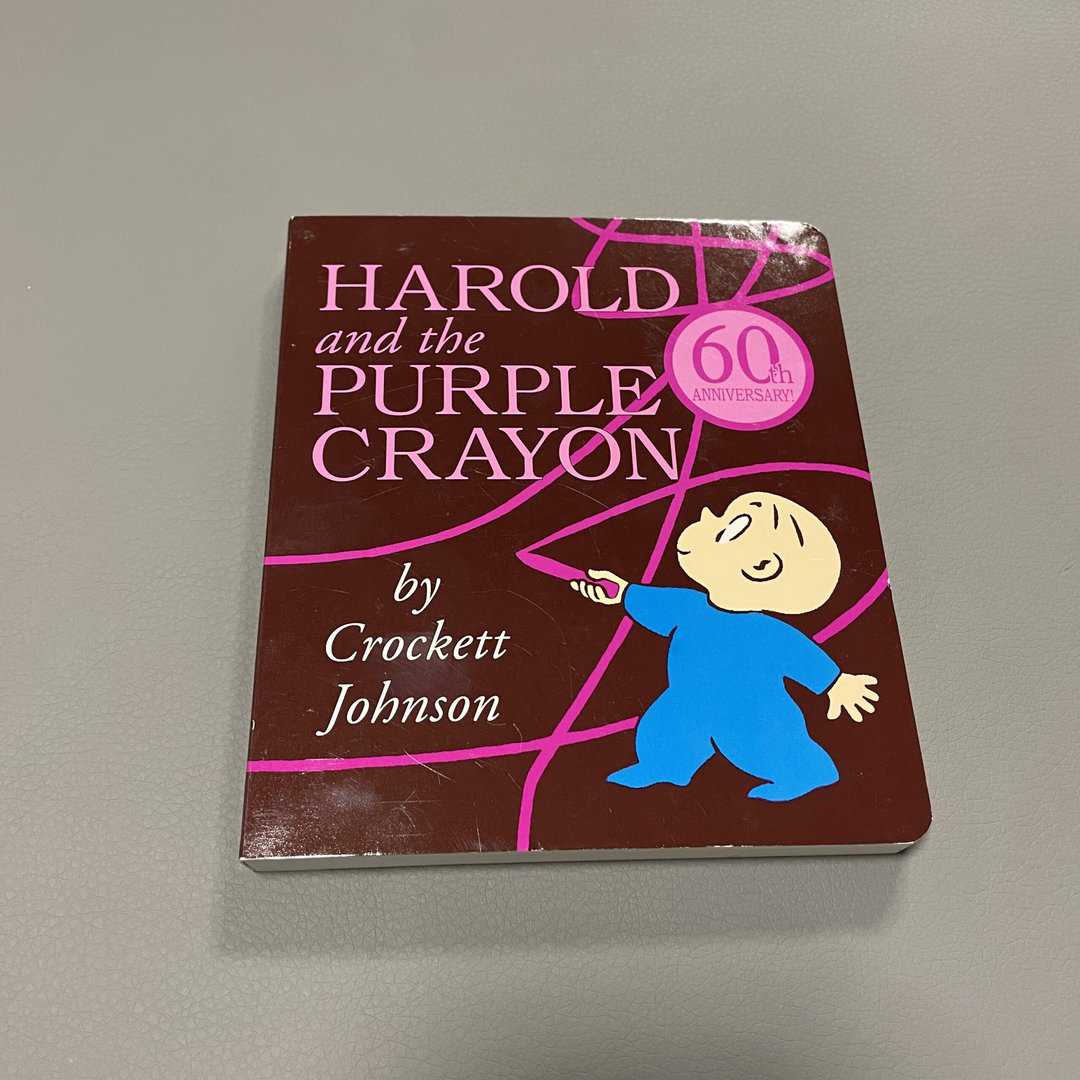 HAROLD
and the
PURPLE
CRAYON
60th
ANNIVERSARY!
by
Crockett
Johnson